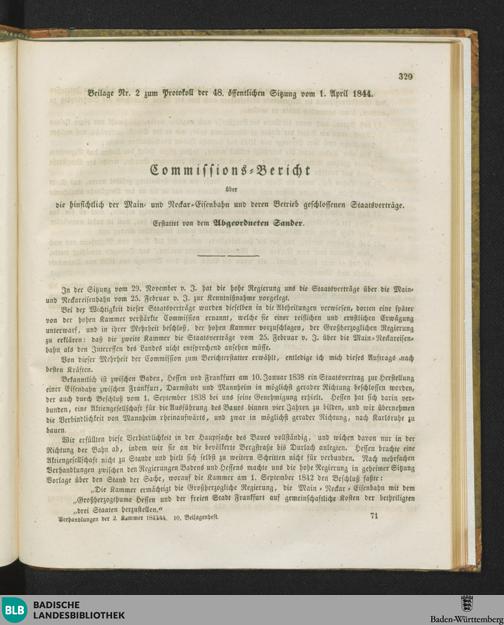 329
Beilage Nr. 2 zum Protokoll der 48. öffentlichen Sitzung vom 1. April 1844.
Commissions-Bericht
über
die hinsichtlich der Main- und Neckar-Eisenbahn und deren Betrieb geschlossenen Staatsverträge.
Erstattet von dem Abgeordneten Sander.
In der Sitzung vom 29. November v. J. hat die hohe Regierung uns die Staatsverträge über die Main-
und Neckareisenbahn vom 25. Februar v. J. zur Kenntnißnahme vorgelegt.
Bei der Wichtigkeit dieser Staatsverträge wurden dieselben in die Abtheilungen verwiesen, dorten eine später
von der hohen Kammer verstärkte Commission ernannt, welche sie einer reiflichen und ernstlichen Erwägung
unterwarf, und in ihrer Mehrheit beschloß, der hohen Kammer vorzuschlagen, der Großherzoglichen Regierung
zu erklären: daß die zweite Kammer die Staatsverträge vom 25. Februar v. J. über die Main-Neckareisen-
bahn als den Interessen des Landes nicht entsprechend ansehen müsse.
Von dieser Mehrheit der Commission zum Berichterstatter erwählt, entledige ich mich dieses Auftrags nach
besten Kräften.
Bekanntlich ist zwischen Baden, Hessen und Frankfurt am 10. Januar 1838 ein Staatsvertrag zur Herstellung
einer Eisenbahn zwischen Frankfurt, Darmstadt und Mannheim in möglichst gerader Richtung beschlossen worden,
der auch durch Beschluß vom 1. September 1838 bei uns seine Genehmigung erhielt. Hessen hat sich darin ver-
bunden, eine Aktiengesellschaft für die Ausführung des Baues binnen vier Jahren zu bilden, und wir übernehmen
die Verbindlichkeit von Mannheim rheinaufwärts, und zwar in möglichst gerader Richtung, nach Karlsruhe zu
bauen.
Wir erfüllten diese Verbindlichkeit in der Hauptsache des Baues vollständig, und wichen davon nur in der
Richtung der Bahn ab, indem wir sie an die bevölkerte Bergstraße bis Durlach anlegten. Hessen brachte eine
Aktiengesellschaft nicht zu Stande und hielt sich selbst zu weitern Schritten nicht für verbunden. Nach mehrfachen
Verhandlungen zwischen den Regierungen Badens und Hessens machte uns die hohe Regierung in geheimer Sitzung
Vorlage über den Stand der Sache, worauf die Kammer am 1. September 1842 den Beschluß faßte:
„Die Kammer ermächtigt die Großherzogliche Regierung, die Main-Neckar-Eisenbahn mit dem
„Großherzogthume Hessen und der freien Stadt Frankfurt auf gemeinschaftliche Kosten der betheiligten
„drei Staaten herzustellen.“
Verhandlungen der 2. Kammer 1843/44. 10. Beilagenheft.
71
BLB
BADISCHE
LANDESBIBLIOTHEK
Baden-Württemberg